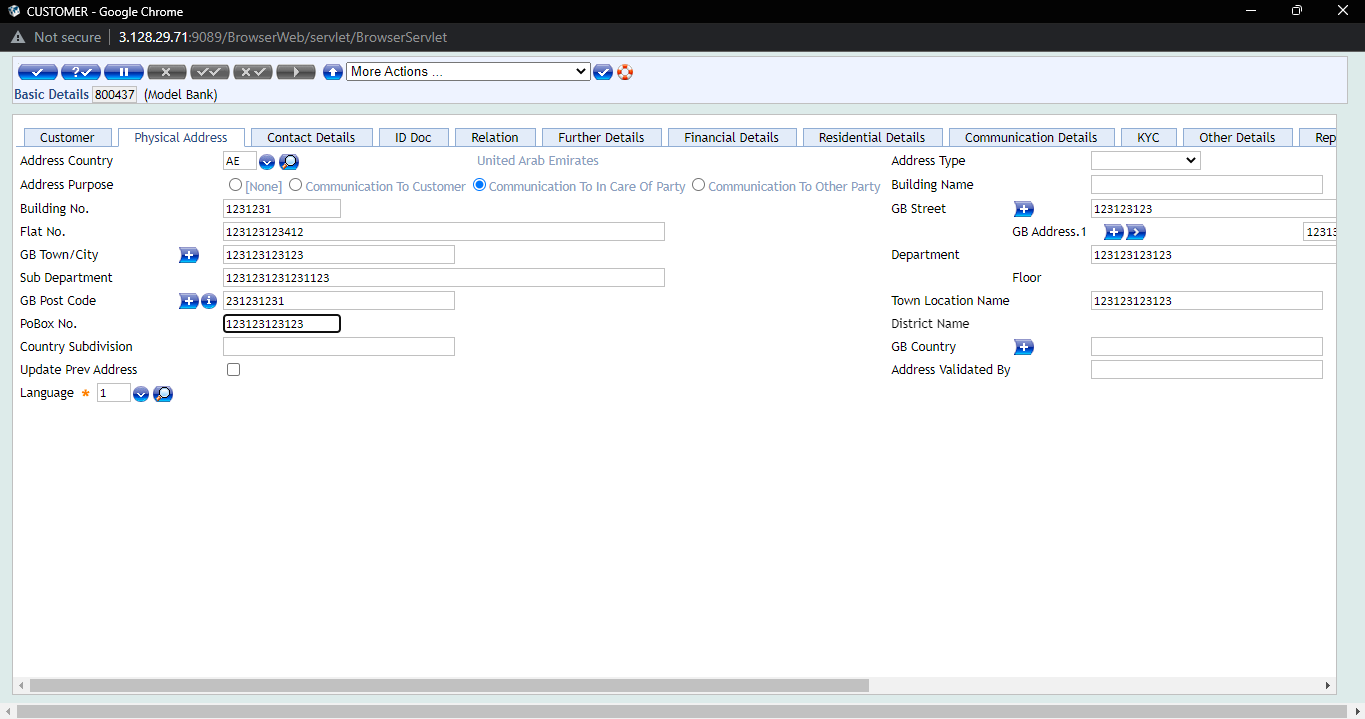 CUSTOMER - Google Chrome
Not secure 3.128.29.71:9089/BrowserWeb/servlet/BrowserServlet
More Actions ...
Basic Details 800437 (Model Bank)
Customer Physical Address Contact Details ID Doc Relation Further Details Financial Details Residential Details Communication Details KYC Other Details Rep
Address Country AE United Arab Emirates Address Type
Address Purpose [None] Communication To Customer Communication To In Care Of Party Communication To Other Party Building Name
Building No. 1231231 GB Street 123123123
Flat No. 123123123412 GB Address.1 12313
GB Town/City 123123123123 Department 123123123123
Sub Department 1231231231231123 Floor
GB Post Code 231231231 Town Location Name 123123123123
PoBox No. 123123123123 District Name
Country Subdivision GB Country
Update Prev Address Address Validated By
Language * 1